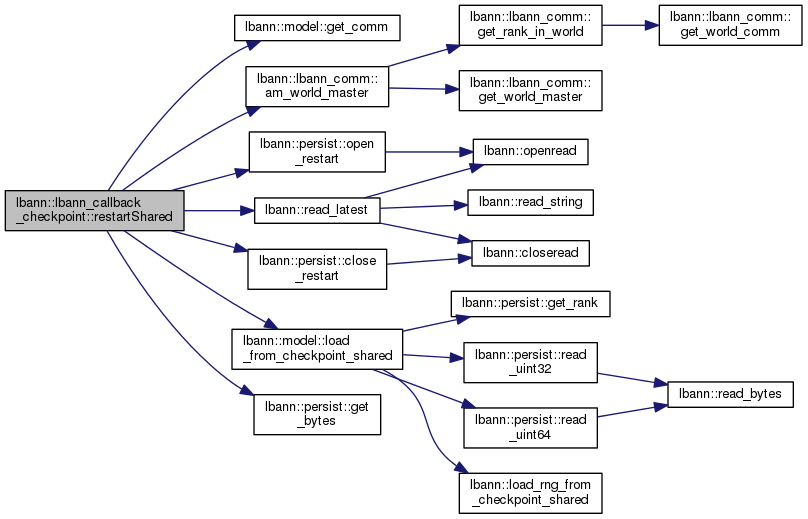 lbann::lbann_callback
_checkpoint::restartShared
lbann::model::get_comm
lbann::lbann_comm::
am_world_master
lbann::persist::open
_restart
lbann::read_latest
lbann::persist::close
_restart
lbann::model::load
_from_checkpoint_shared
lbann::persist::get
_bytes
lbann::lbann_comm::
get_rank_in_world
lbann::lbann_comm::
get_world_master
lbann::openread
lbann::read_string
lbann::closeread
lbann::persist::get_rank
lbann::persist::read
_uint32
lbann::persist::read
_uint64
lbann::load_rng_from
_checkpoint_shared
lbann::lbann_comm::
get_world_comm
lbann::read_bytes